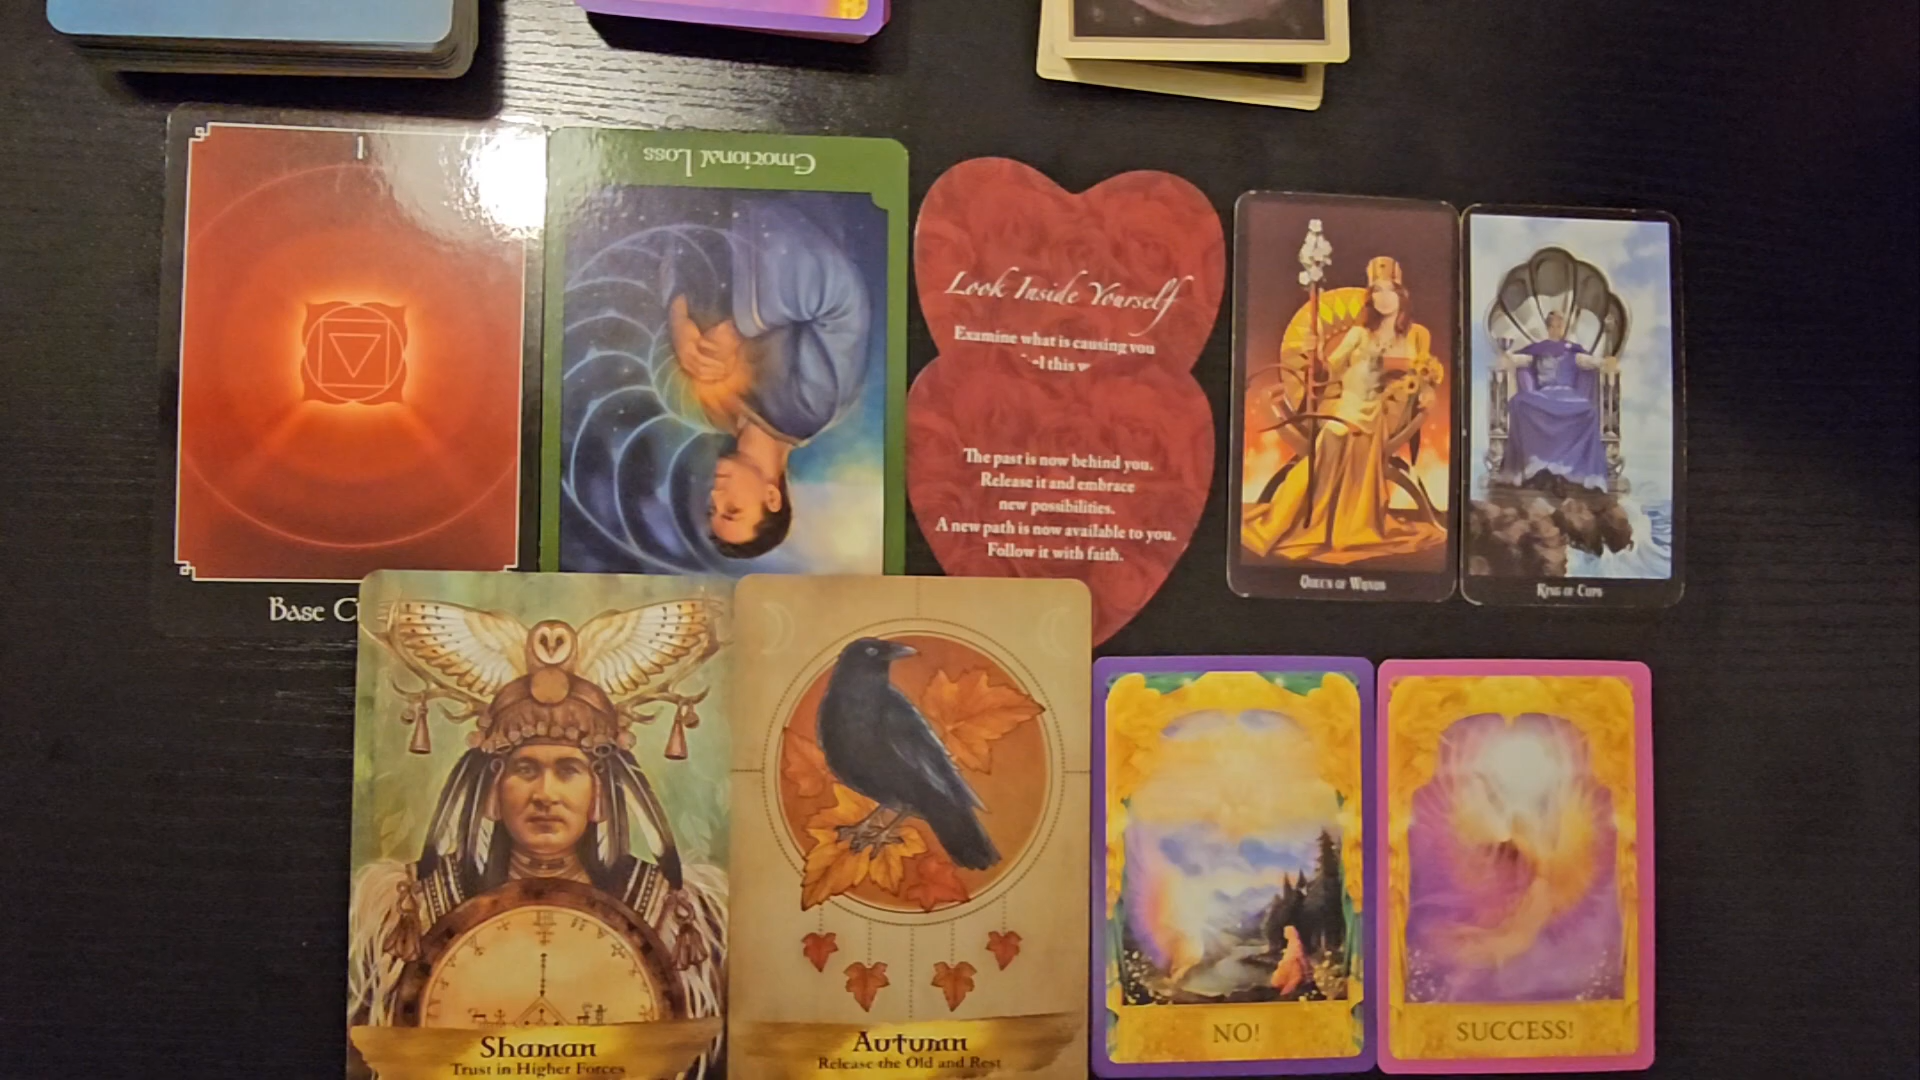 1
Emotional Loss
Look Inside Yourself
Examine what is causing you
this
The past is now behind you.
Release it and embrace
new possibilities.
A new path is now available to you.
Follow it with faith.
Queen of Wands
King of Cups
Base
Shaman
Trust in Higher Forces
Autumn
Release the Old and Rest
NO!
SUCCESS!